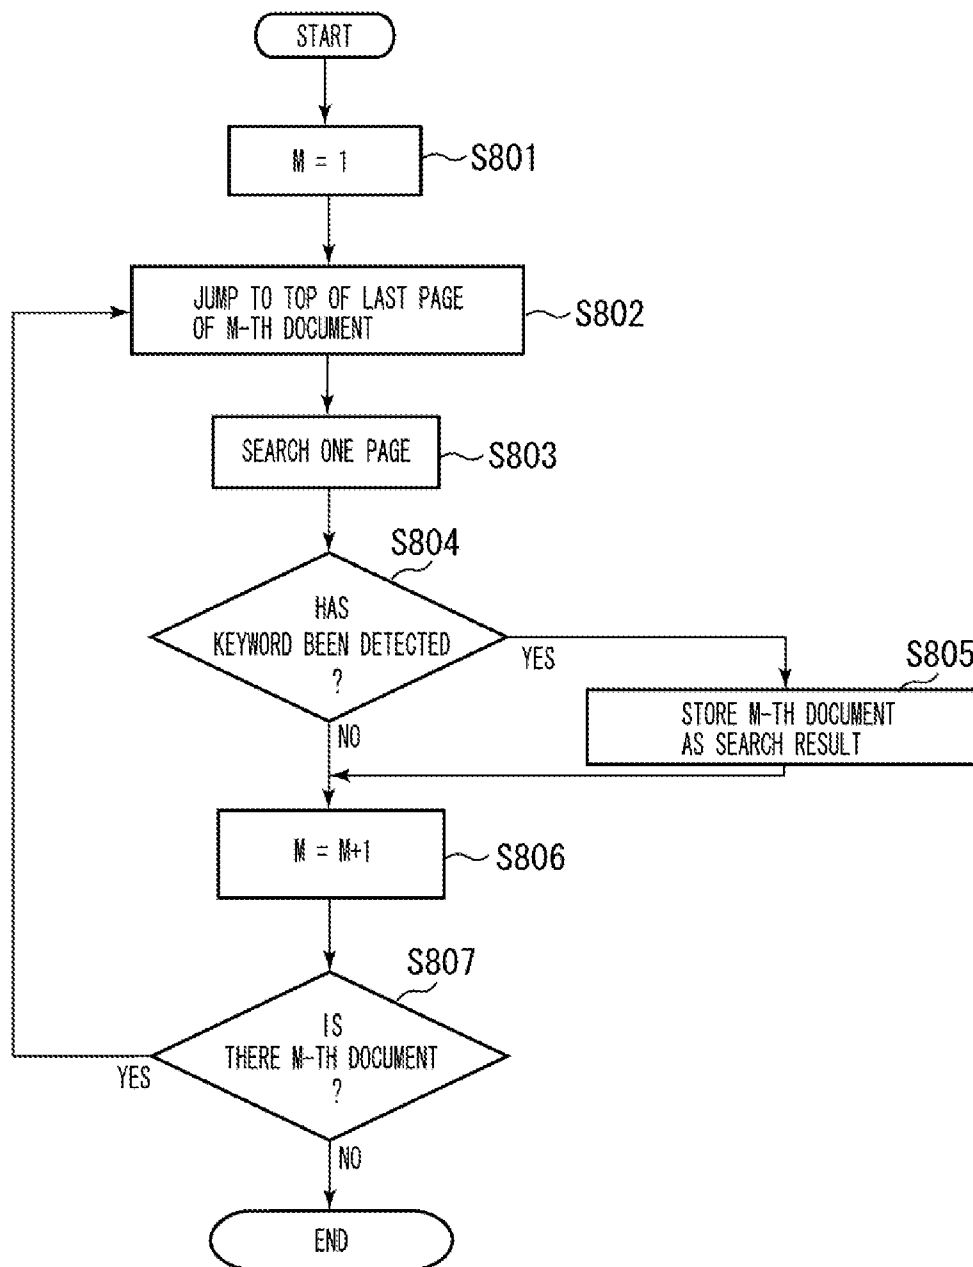 START
M = 1
S801
JUMP TO TOP OF LAST PAGE
OF M-TH DOCUMENT
S802
SEARCH ONE PAGE
S803
S804
HAS
KEYWORD BEEN DETECTED
?
YES
NO
S805
STORE M-TH DOCUMENT
AS SEARCH RESULT
M = M+1
S806
S807
IS
THERE M-TH DOCUMENT
?
YES
NO
END